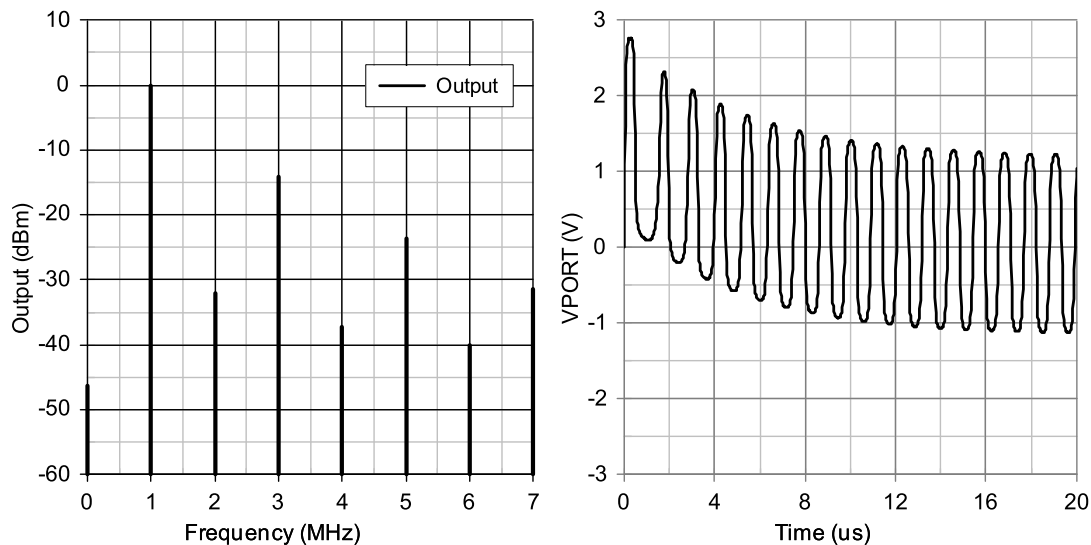 10
0
-10
-20
-30
-40
-50
-60
Output (dBm)
Output
0 1 2 3 4 5 6 7
Frequency (MHz)
3
2
1
0
-1
-2
-3
VPORT (V)
0 4 8 12 16 20
Time (us)